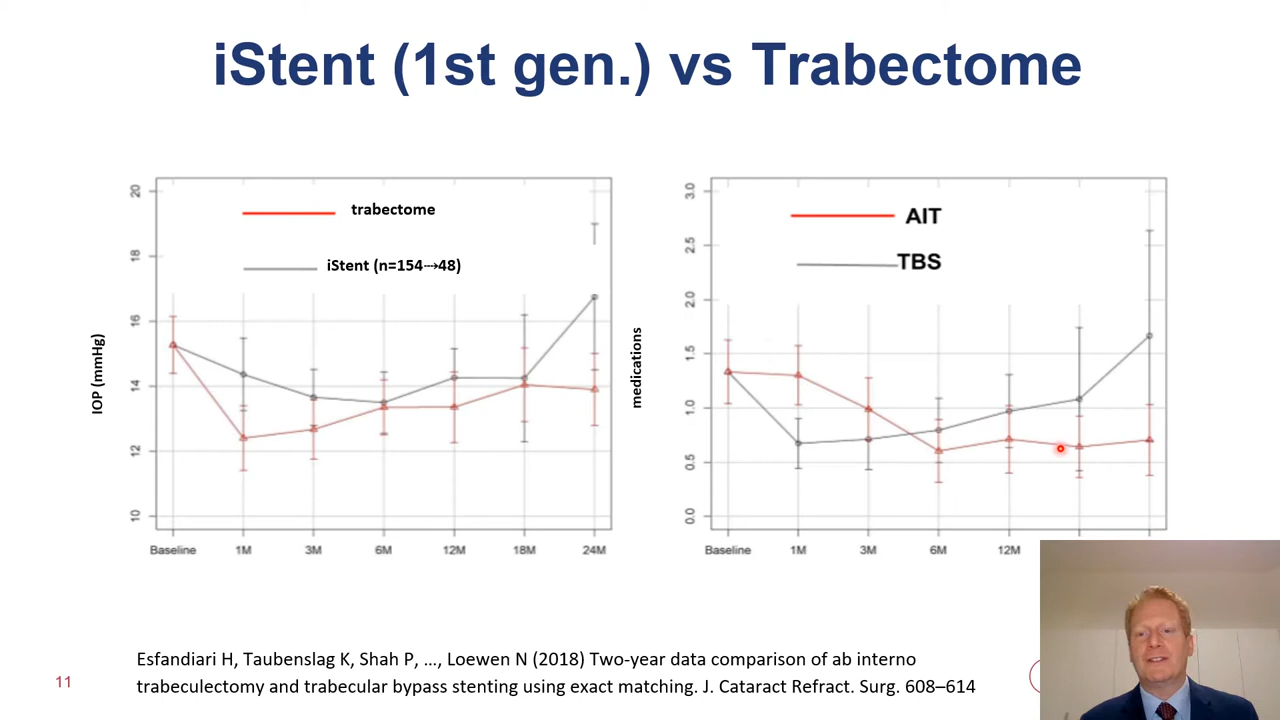 iStent (1st gen.) vs Trabectome
20
18
16
14
12
10
IOP (mmHg)
trabectome
iStent (n=154⇢48)
Baseline 1M 3M 6M 12M 18M 24M
3.0
2.5
2.0
1.5
1.0
0.5
0.0
medications
AIT
TBS
Baseline 1M 3M 6M 12M
Esfandiari H, Taubenslag K, Shah P, ..., Loewen N (2018) Two-year data comparison of ab interno
trabeculectomy and trabecular bypass stenting using exact matching. J. Cataract Refract. Surg. 608–614
11